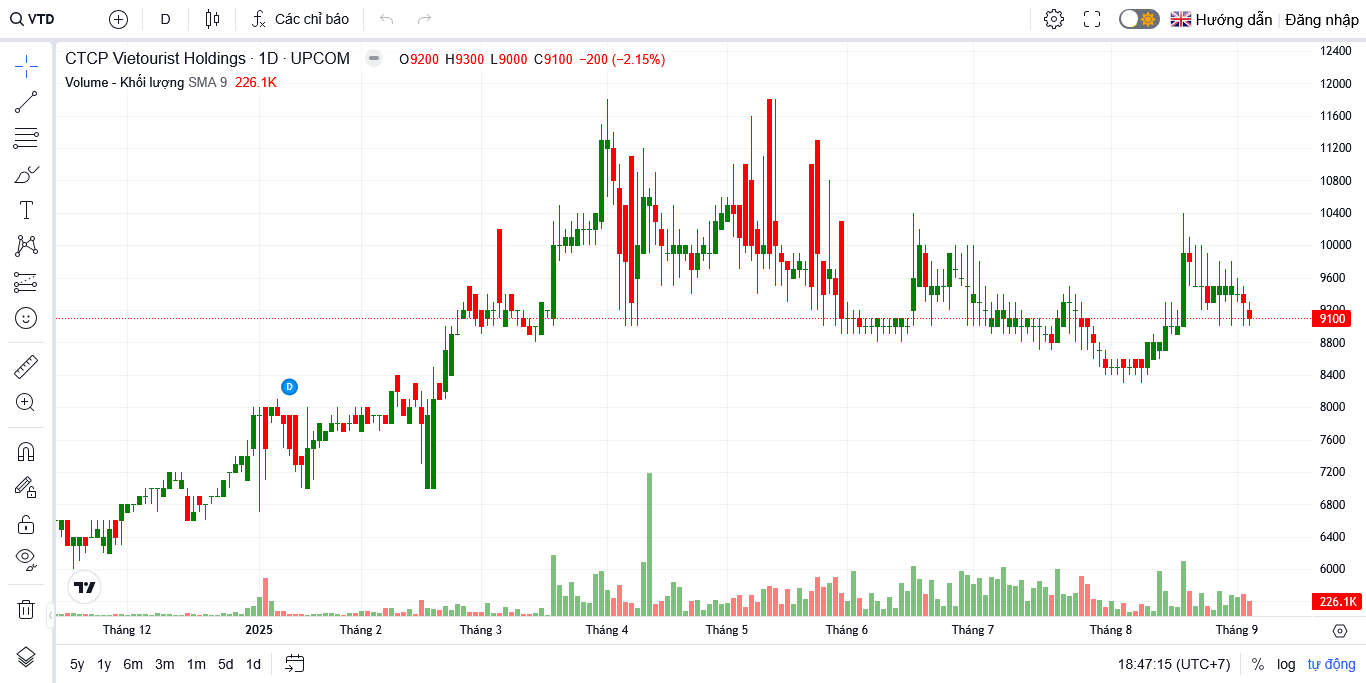 VTD D Các chỉ báo Hướng dẫn Đăng nhập
CTCP Vietourist Holdings · 1D · UPCOM O9200 H9300 L9000 C9100 −200 (−2.15%)
Volume - Khối lượng SMA 9 226.1K
12400
12000
11600
11200
10800
10400
10000
9600
9200
9100
8800
8400
D
8000
7600
7200
6800
6400
6000
226.1K
Tháng 12 2025 Tháng 2 Tháng 3 Tháng 4 Tháng 5 Tháng 6 Tháng 7 Tháng 8 Tháng 9
5y 1y 6m 3m 1m 5d 1d 18:47:15 (UTC+7) % log tự động